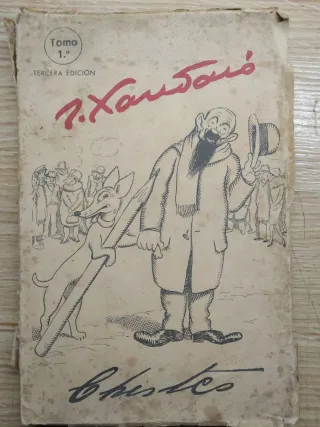 Tomo
1.º
TERCERA EDICIÓN
J. Xaudaró
Chistes